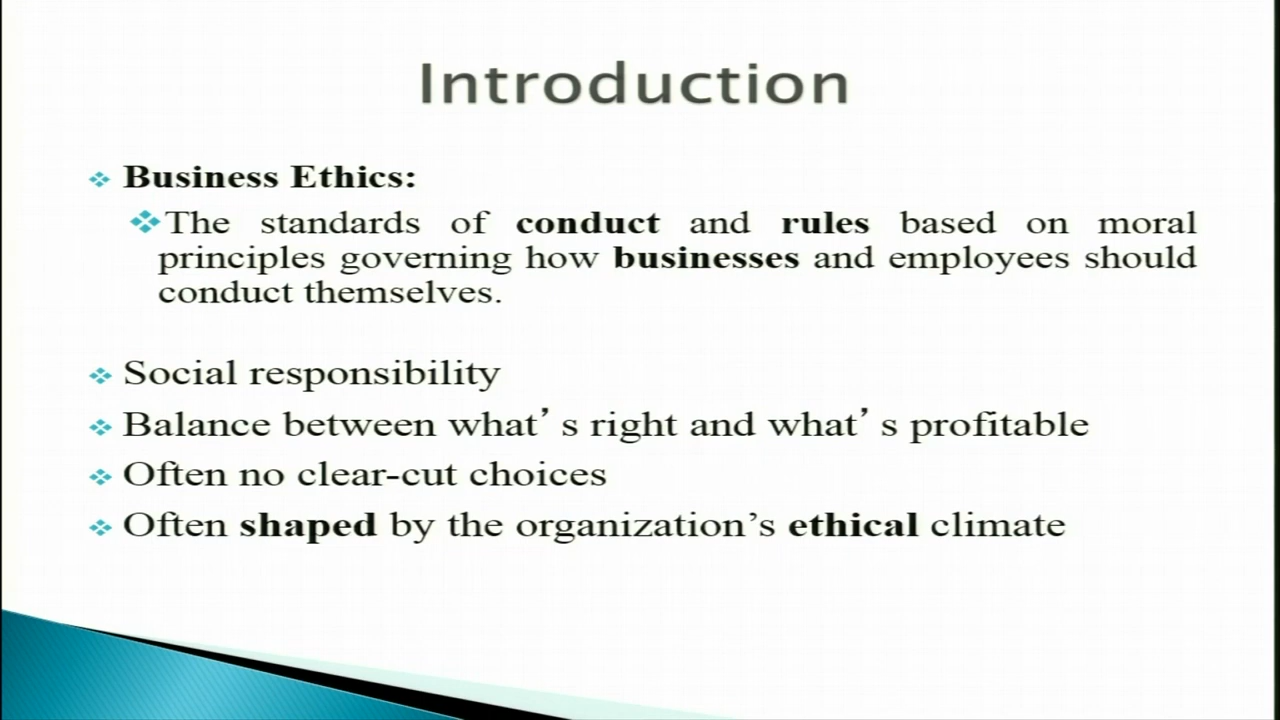 Introduction
Business Ethics:
The standards of conduct and rules based on moral
principles governing how businesses and employees should
conduct themselves.
Social responsibility
Balance between what’s right and what’s profitable
Often no clear-cut choices
Often shaped by the organization’s ethical climate